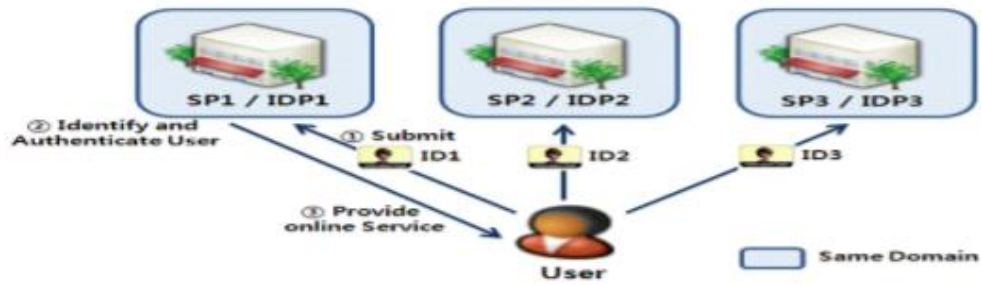 SP1 / IDP1
SP2 / IDP2
SP3 / IDP3
② Identify and
Authenticate User
① Submit
ID1
ID2
ID3
③ Provide
online Service
User
Same Domain